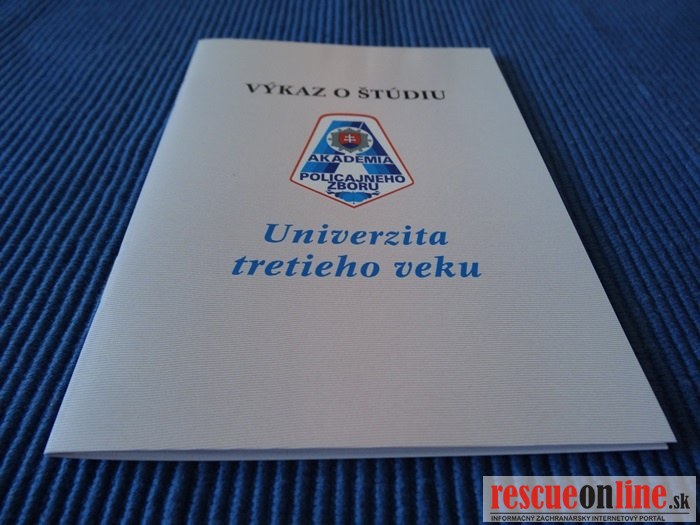 VÝKAZ O ŠTÚDIU
AKADÉMIA
POLICAJNÉHO
ZBORU
Univerzita
tretieho veku
rescueonline.sk
INFORMAČNÝ ZÁCHRANÁRSKY INTERNETOVÝ PORTÁL